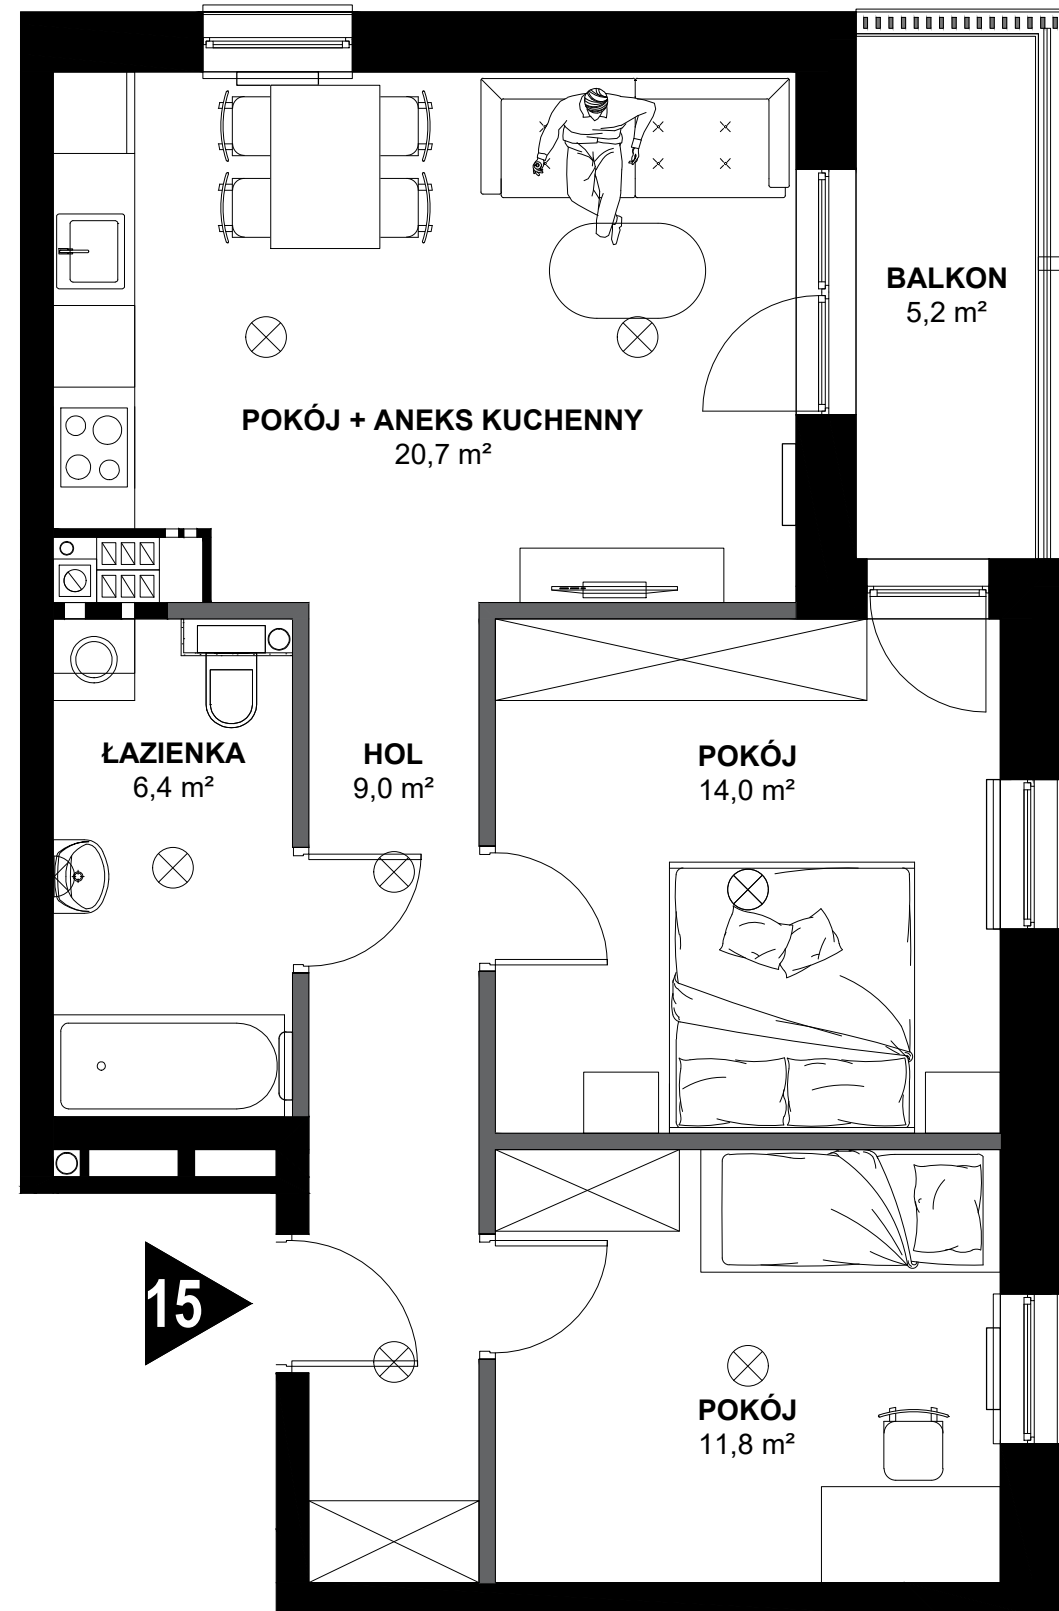 BALKON
5,2 m²
POKÓJ + ANEKS KUCHENNY
20,7 m²
ŁAZIENKA
6,4 m²
HOL
9,0 m²
POKÓJ
14,0 m²
15
POKÓJ
11,8 m²